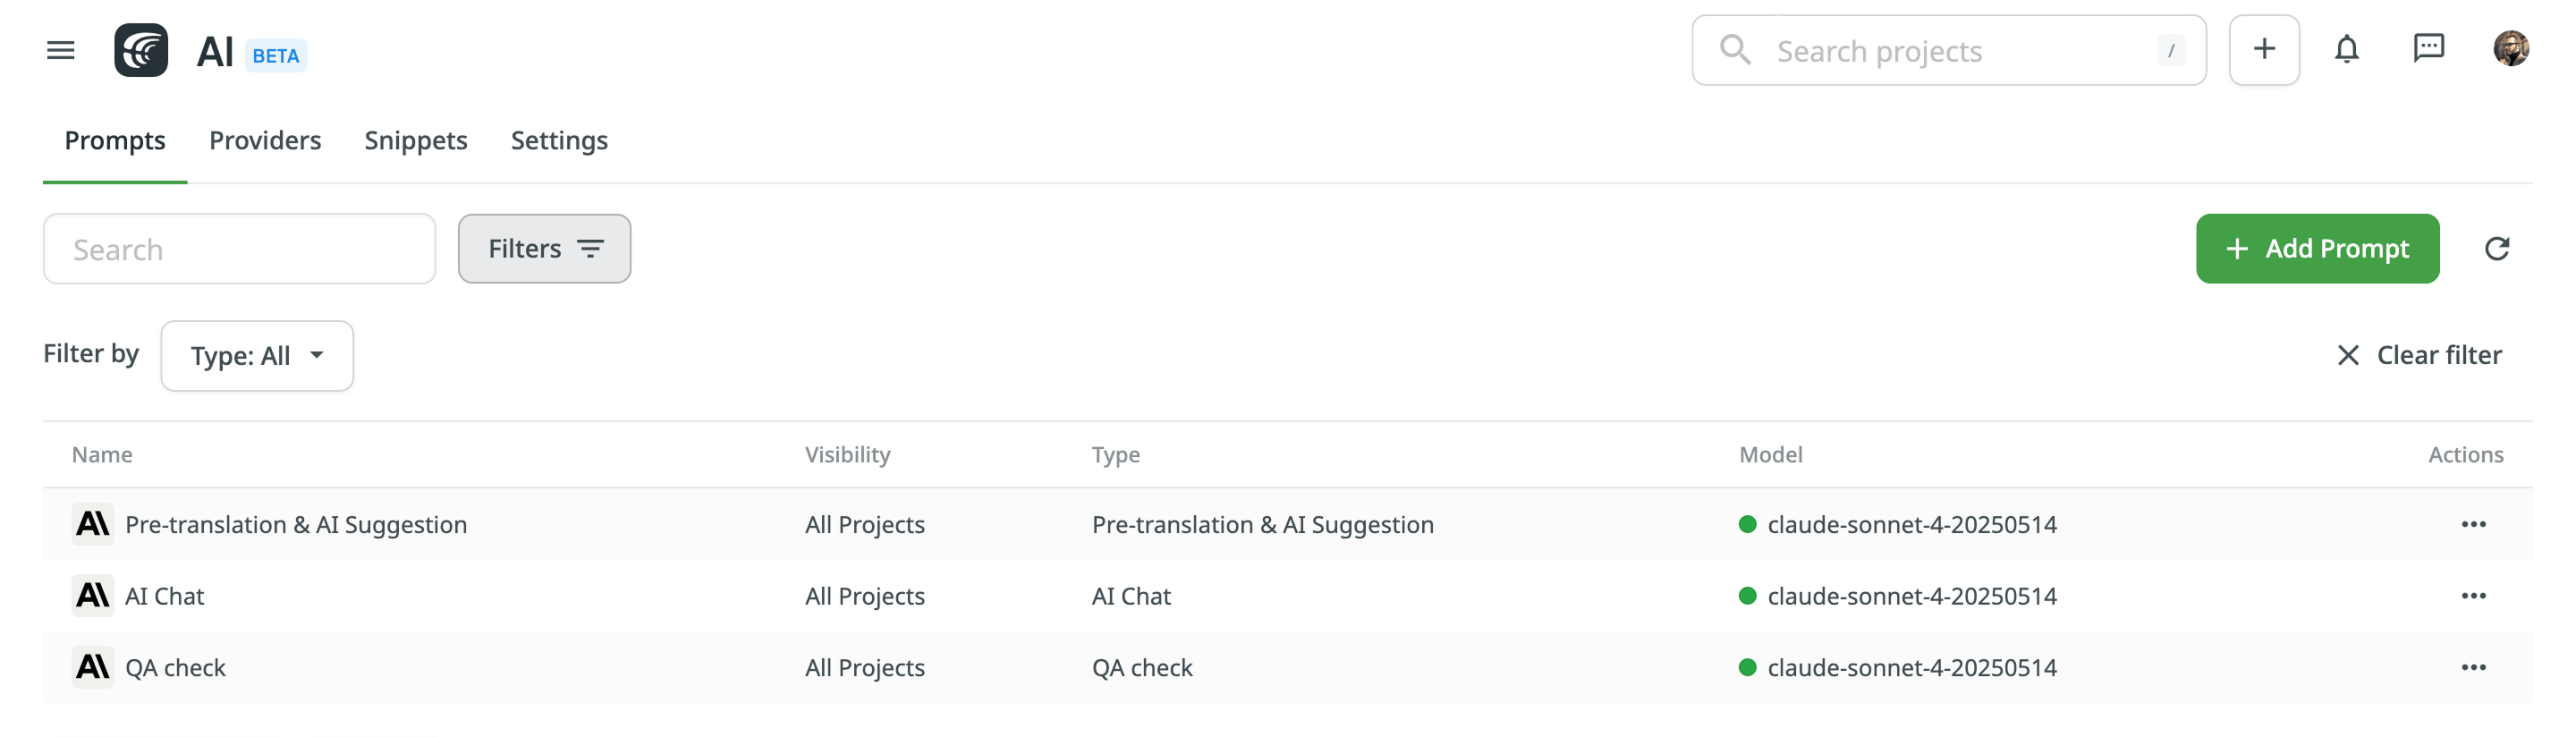 AI BETA
Search projects /
Prompts Providers Snippets Settings
Search Filters Add Prompt
Filter by Type: All Clear filter
Name Visibility Type Model Actions
Pre-translation & AI Suggestion All Projects Pre-translation & AI Suggestion claude-sonnet-4-20250514
AI Chat All Projects AI Chat claude-sonnet-4-20250514
QA check All Projects QA check claude-sonnet-4-20250514